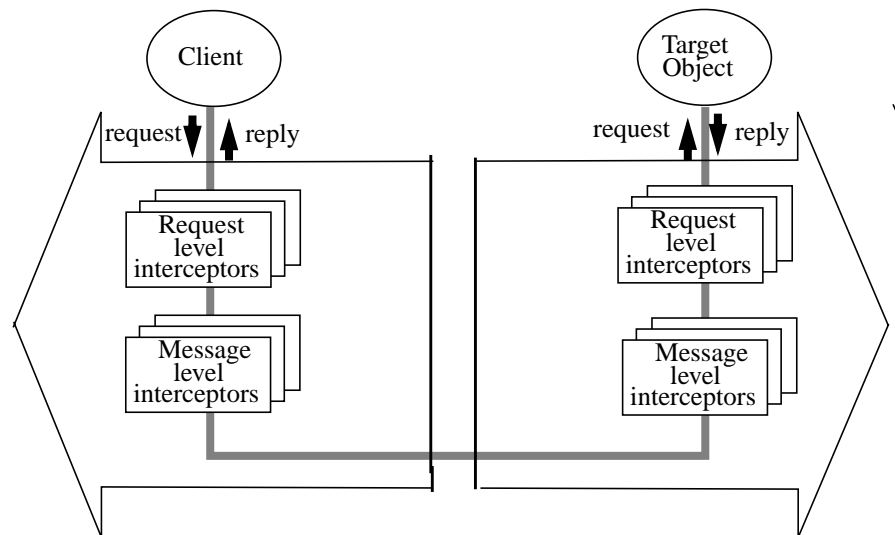 Client
Target
Object
request
reply
request
reply
Request
level
interceptors
Request
level
interceptors
Message
level
interceptors
Message
level
interceptors